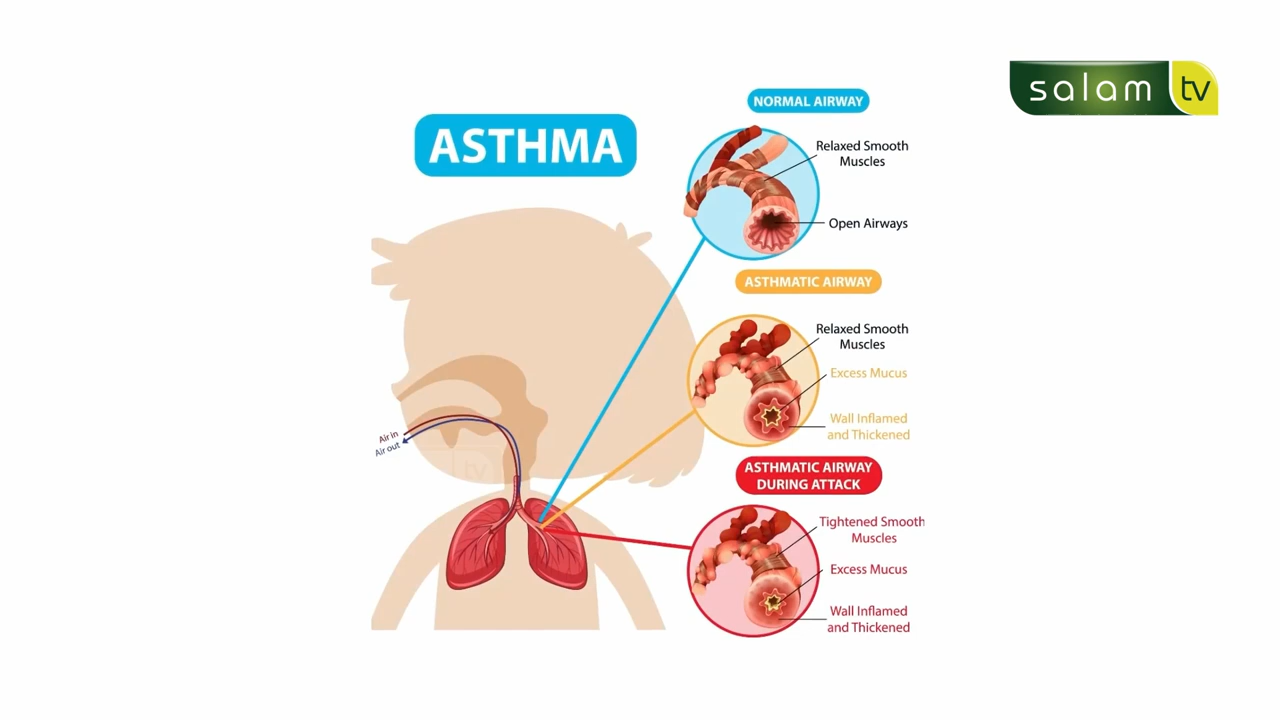 salam tv
ASTHMA
NORMAL AIRWAY
Relaxed Smooth
Muscles
Open Airways
ASTHMATIC AIRWAY
Relaxed Smooth
Muscles
Excess Mucus
Wall Inflamed
and Thickened
Air in
Air out
tv
ASTHMATIC AIRWAY
DURING ATTACK
Tightened Smooth
Muscles
Excess Mucus
Wall Inflamed
and Thickened